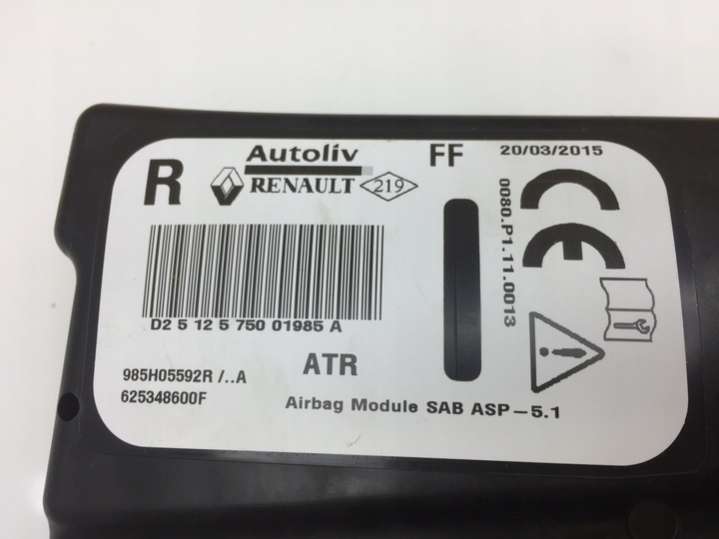 R
Autoliv
RENAULT 219
FF
20/03/2015
CE
0080.P1.11.0013
D2 5 12 5 750 01985 A
ATR
985H05592R /..A
625348600F
Airbag Module SAB ASP-5.1
!